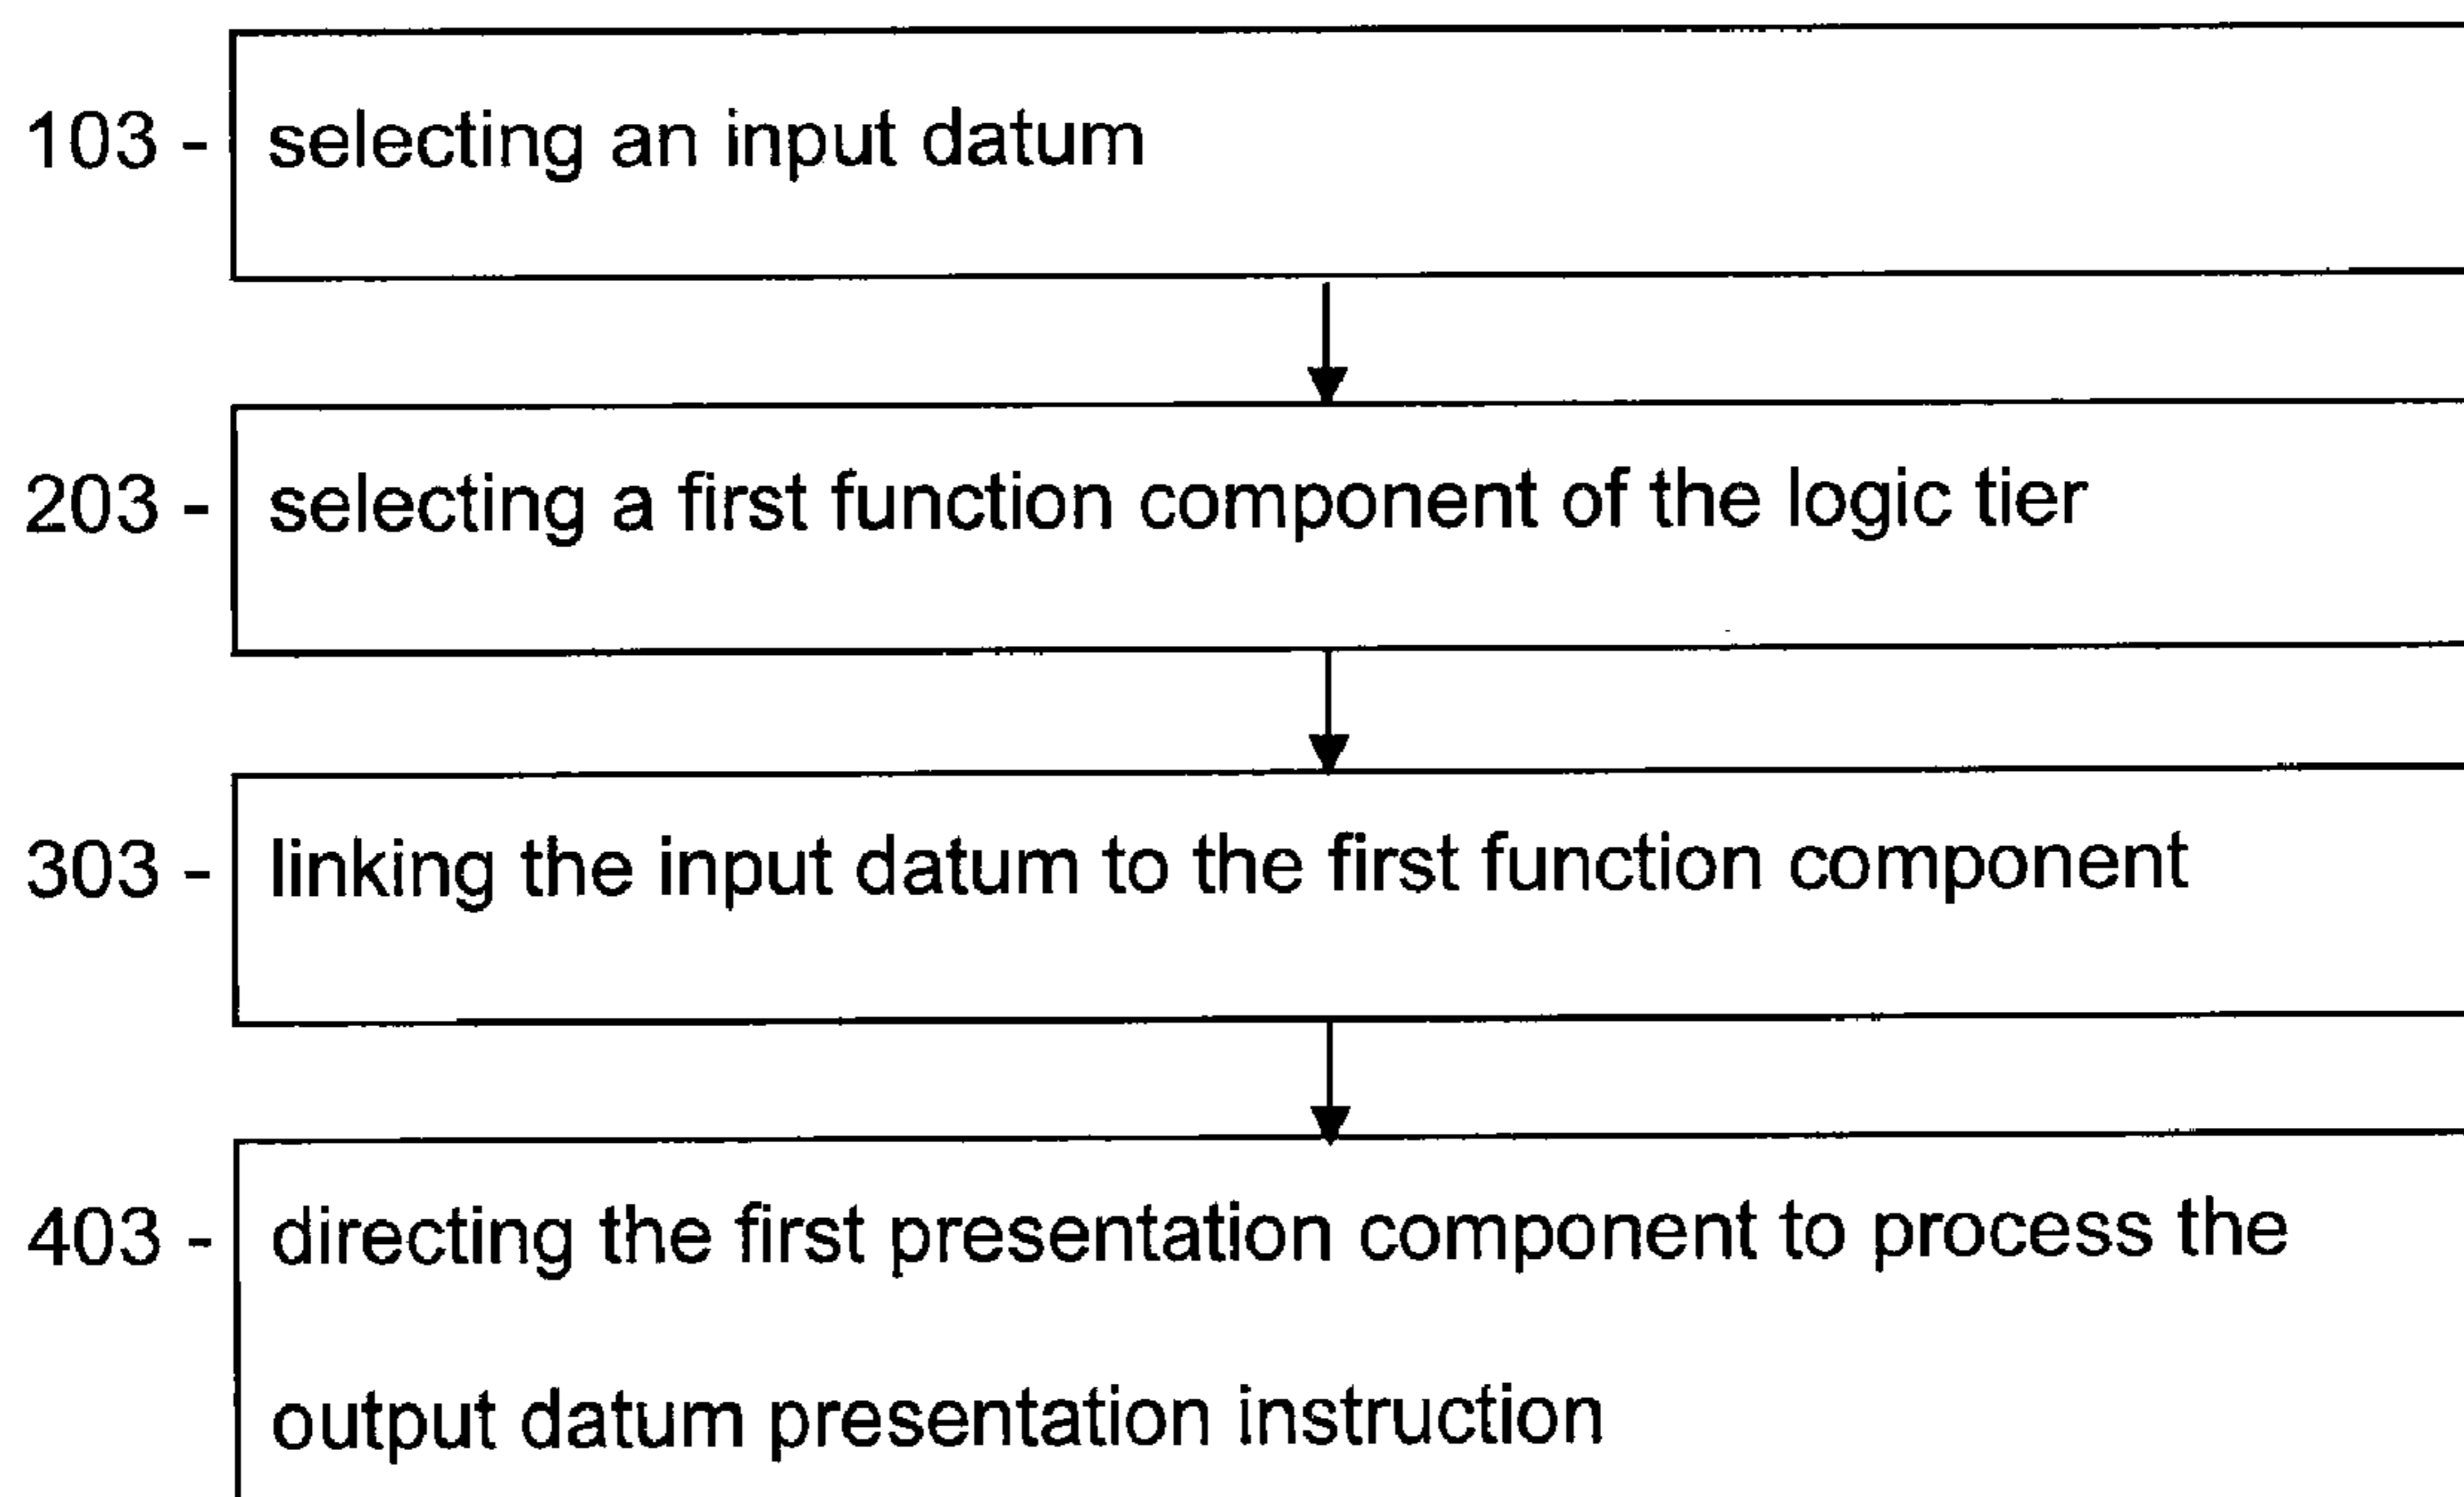 103 - selecting an input datum
203 - selecting a first function component of the logic tier
303 - linking the input datum to the first function component
403 - directing the first presentation component to process the
output datum presentation instruction